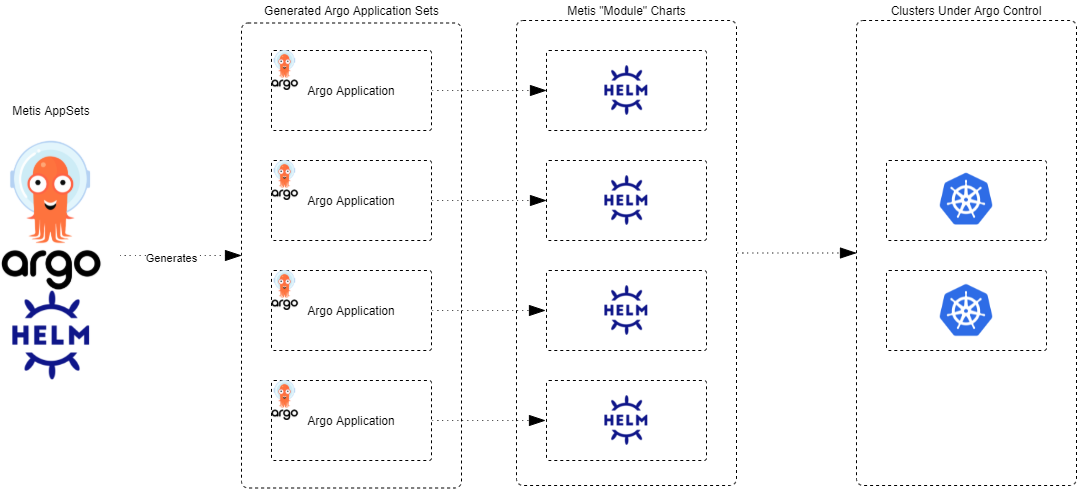 Generated Argo Application Sets
Metis "Module" Charts
Clusters Under Argo Control
Metis AppSets
argo
HELM
Generates
argo
Argo Application
HELM
argo
Argo Application
HELM
argo
Argo Application
HELM
argo
Argo Application
HELM